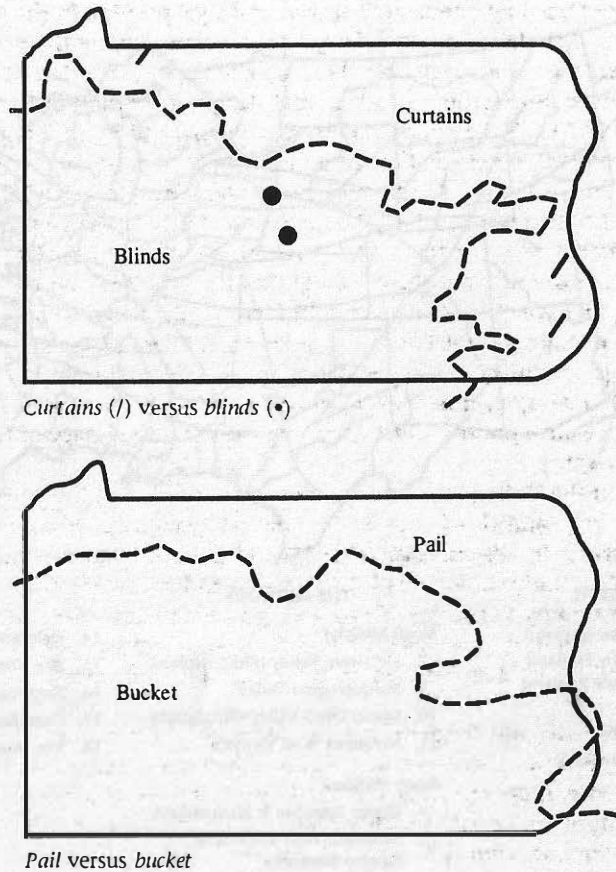 Curtains
Blinds
Curtains (/) versus blinds (•)
Pail
Bucket
Pail versus bucket